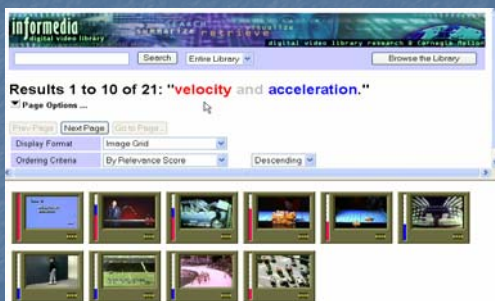 informedia
digital video library
SEARCH
visualize
summarize retrieve
digital video library research @ Carnegie Mellon
Search Entire Library Browse the Library
Results 1 to 10 of 21: "velocity and acceleration."
Page Options ...
Prev Page Next Page Go to Page...
Display Format Image Grid
Ordering Criteria By Relevance Score Descending